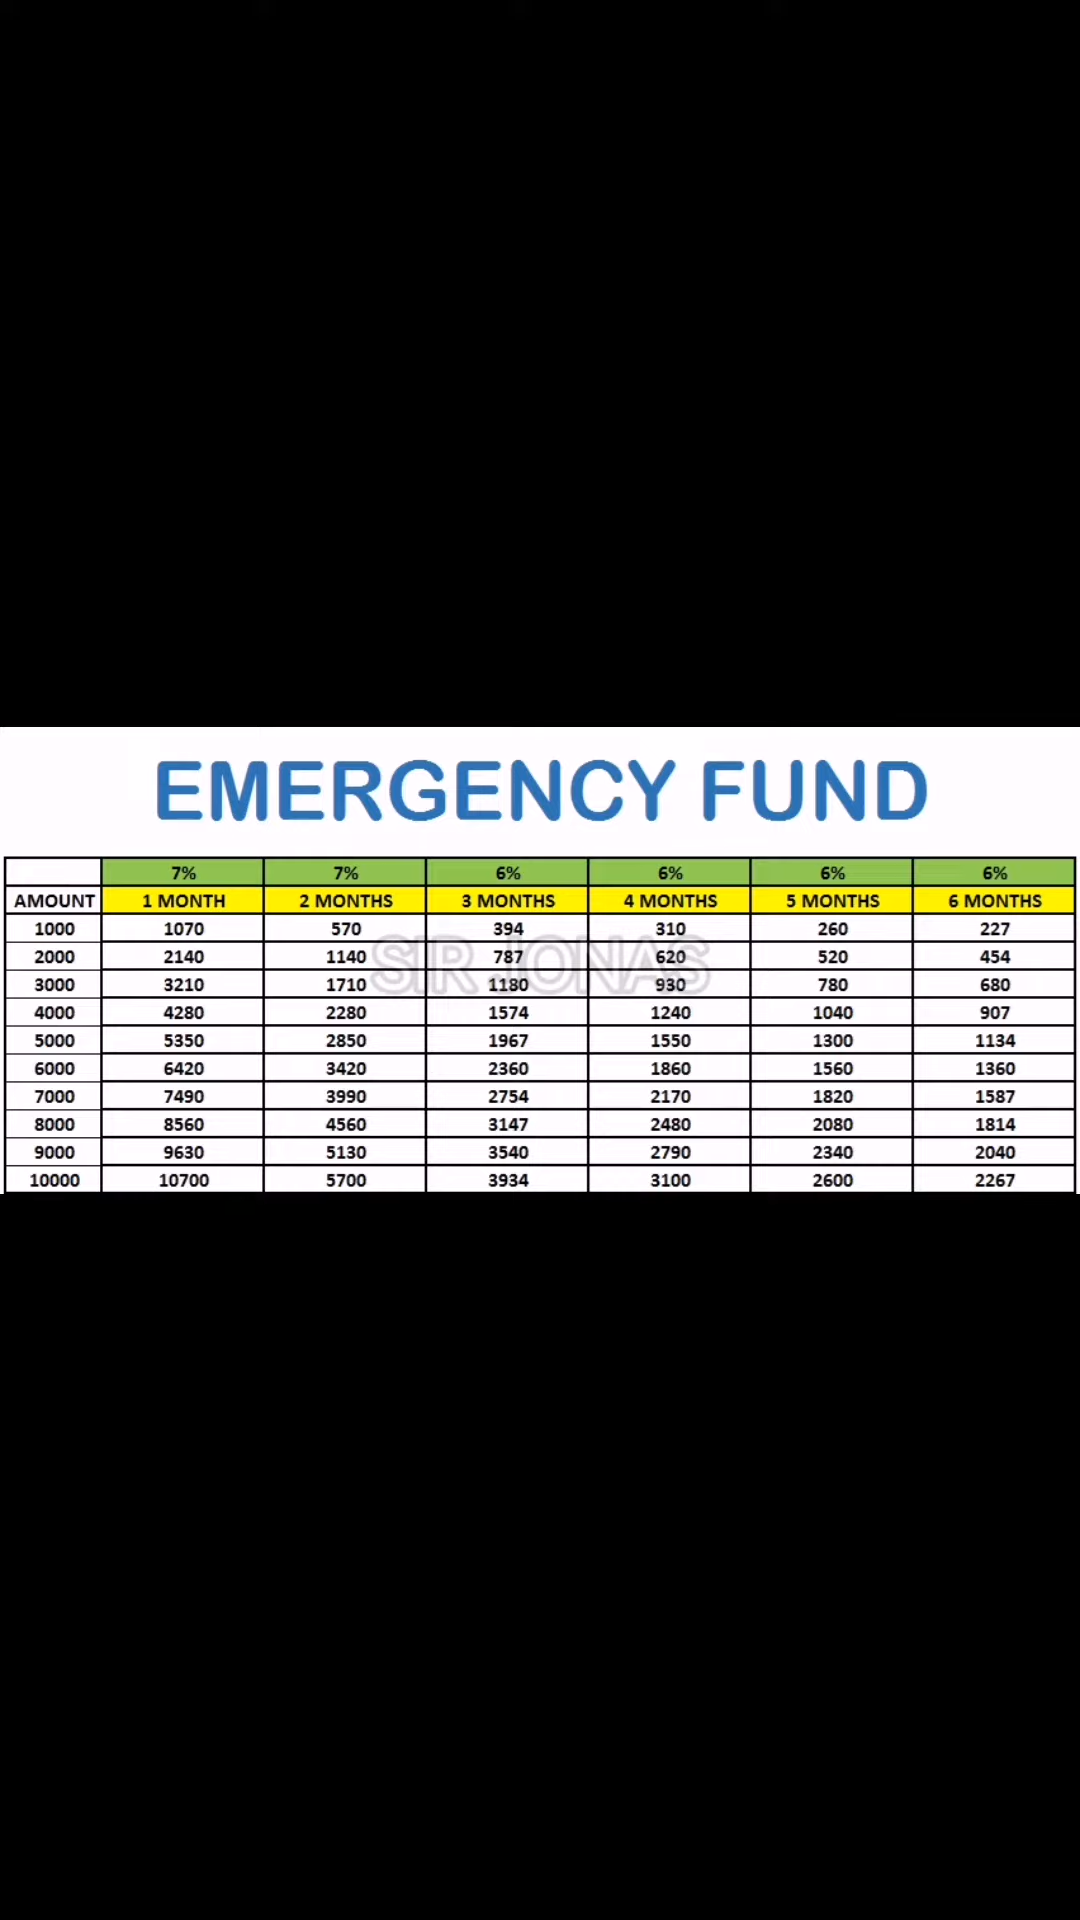 EMERGENCY FUND
7% 7% 6% 6% 6% 6%
AMOUNT 1 MONTH 2 MONTHS 3 MONTHS 4 MONTHS 5 MONTHS 6 MONTHS
1000 1070 570 394 310 260 227
2000 2140 1140 787 620 520 454
SIR JONAS
3000 3210 1710 1180 930 780 680
4000 4280 2280 1574 1240 1040 907
5000 5350 2850 1967 1550 1300 1134
6000 6420 3420 2360 1860 1560 1360
7000 7490 3990 2754 2170 1820 1587
8000 8560 4560 3147 2480 2080 1814
9000 9630 5130 3540 2790 2340 2040
10000 10700 5700 3934 3100 2600 2267